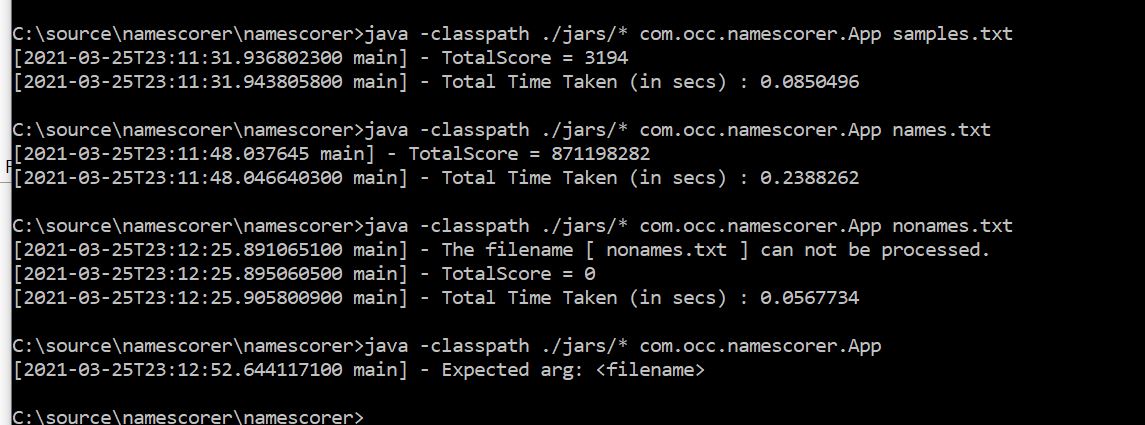 C:\source\namescorer\namescorer>java -classpath ./jars/* com.occ.namescorer.App samples.txt
[2021-03-25T23:11:31.936802300 main] - TotalScore = 3194
[2021-03-25T23:11:31.943805800 main] - Total Time Taken (in secs) : 0.0850496
C:\source\namescorer\namescorer>java -classpath ./jars/* com.occ.namescorer.App names.txt
[2021-03-25T23:11:48.037645 main] - TotalScore = 871198282
[2021-03-25T23:11:48.046640300 main] - Total Time Taken (in secs) : 0.2388262
C:\source\namescorer\namescorer>java -classpath ./jars/* com.occ.namescorer.App nonames.txt
[2021-03-25T23:12:25.891065100 main] - The filename [ nonames.txt ] can not be processed.
[2021-03-25T23:12:25.895060500 main] - TotalScore = 0
[2021-03-25T23:12:25.905800900 main] - Total Time Taken (in secs) : 0.0567734
C:\source\namescorer\namescorer>java -classpath ./jars/* com.occ.namescorer.App
[2021-03-25T23:12:52.644117100 main] - Expected arg: <filename>
C:\source\namescorer\namescorer>